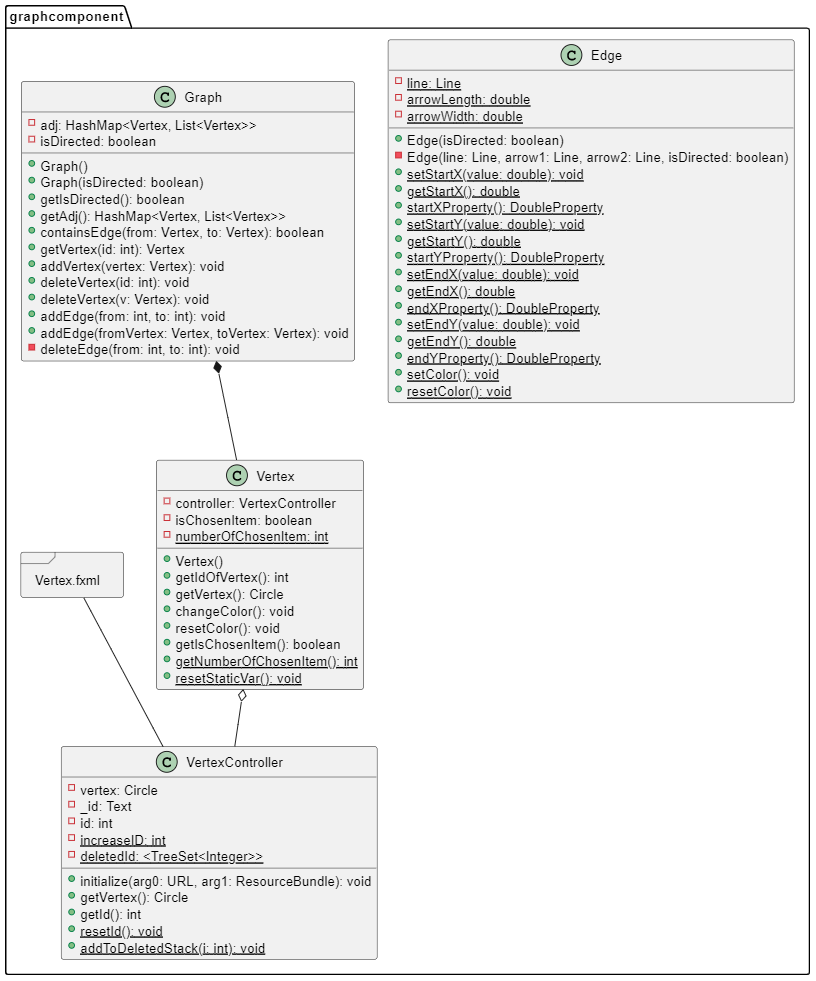 graphcomponent
C Graph
adj: HashMap<Vertex, List<Vertex>>
isDirected: boolean
Graph()
Graph(isDirected: boolean)
getIsDirected(): boolean
getAdj(): HashMap<Vertex, List<Vertex>>
containsEdge(from: Vertex, to: Vertex): boolean
getVertex(id: int): Vertex
addVertex(vertex: Vertex): void
deleteVertex(id: int): void
deleteVertex(v: Vertex): void
addEdge(from: int, to: int): void
addEdge(fromVertex: Vertex, toVertex: Vertex): void
deleteEdge(from: int, to: int): void
C Edge
line: Line
arrowLength: double
arrowWidth: double
Edge(isDirected: boolean)
Edge(line: Line, arrow1: Line, arrow2: Line, isDirected: boolean)
setStartX(value: double): void
getStartX(): double
startXProperty(): DoubleProperty
setStartY(value: double): void
getStartY(): double
startYProperty(): DoubleProperty
setEndX(value: double): void
getEndX(): double
endXProperty(): DoubleProperty
setEndY(value: double): void
getEndY(): double
endYProperty(): DoubleProperty
setColor(): void
resetColor(): void
C Vertex
controller: VertexController
isChosenItem: boolean
numberOfChosenItem: int
Vertex()
getIdOfVertex(): int
getVertex(): Circle
changeColor(): void
resetColor(): void
getIsChosenItem(): boolean
getNumberOfChosenItem(): int
resetStaticVar(): void
Vertex.fxml
C VertexController
vertex: Circle
_id: Text
id: int
increaseID: int
deletedId: <TreeSet<Integer>>
initialize(arg0: URL, arg1: ResourceBundle): void
getVertex(): Circle
getId(): int
resetId(): void
addToDeletedStack(i: int): void